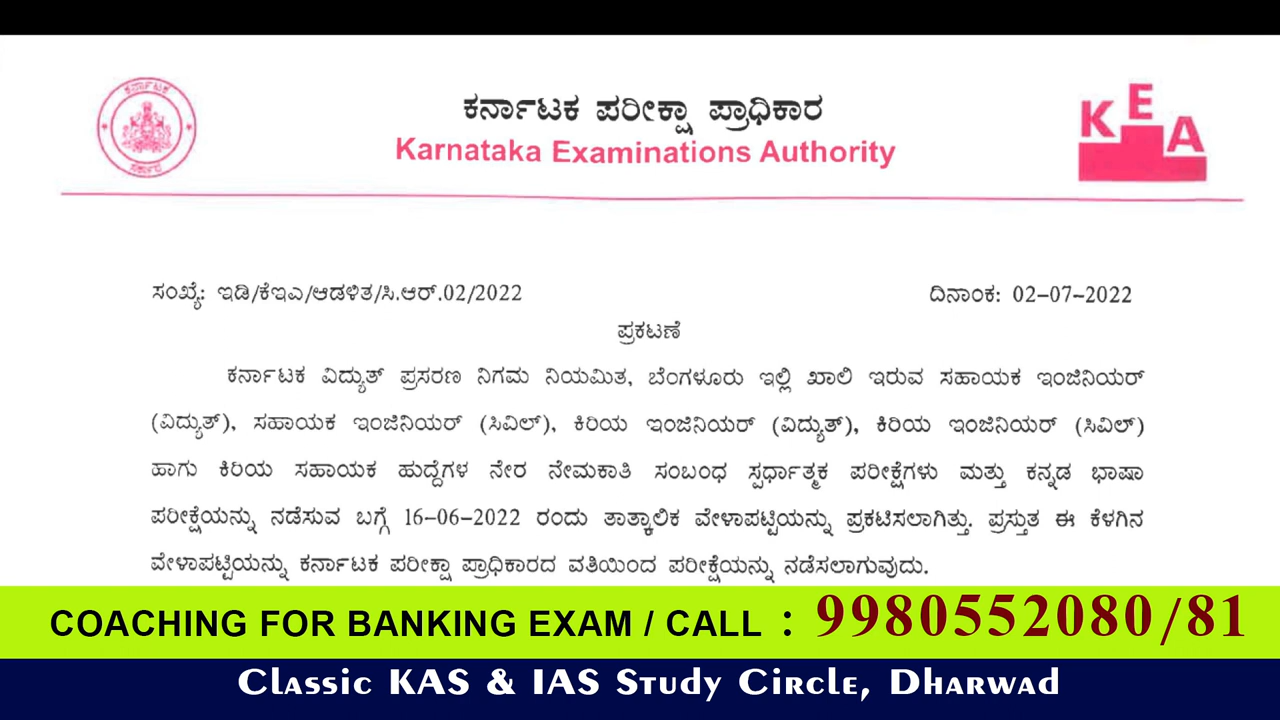 ಕರ್ನಾಟಕ
ಸರ್ಕಾರ
ಕರ್ನಾಟಕ ಪರೀಕ್ಷಾ ಪ್ರಾಧಿಕಾರ
Karnataka Examinations Authority
KEA
ಸಂಖ್ಯೆ: ಇಡಿ/ಕೆಇಎ/ಆಡಳಿತ/ಸಿ.ಆರ್.02/2022
ದಿನಾಂಕ: 02-07-2022
ಪ್ರಕಟಣೆ
ಕರ್ನಾಟಕ ವಿದ್ಯುತ್ ಪ್ರಸರಣ ನಿಗಮ ನಿಯಮಿತ, ಬೆಂಗಳೂರು ಇಲ್ಲಿ ಖಾಲಿ ಇರುವ ಸಹಾಯಕ ಇಂಜಿನಿಯರ್
(ವಿದ್ಯುತ್), ಸಹಾಯಕ ಇಂಜಿನಿಯರ್ (ಸಿವಿಲ್), ಕಿರಿಯ ಇಂಜಿನಿಯರ್ (ವಿದ್ಯುತ್), ಕಿರಿಯ ಇಂಜಿನಿಯರ್ (ಸಿವಿಲ್)
ಹಾಗು ಕಿರಿಯ ಸಹಾಯಕ ಹುದ್ದೆಗಳ ನೇರ ನೇಮಕಾತಿ ಸಂಬಂಧ ಸ್ಪರ್ಧಾತ್ಮಕ ಪರೀಕ್ಷೆಗಳು ಮತ್ತು ಕನ್ನಡ ಭಾಷಾ
ಪರೀಕ್ಷೆಯನ್ನು ನಡೆಸುವ ಬಗ್ಗೆ 16-06-2022 ರಂದು ತಾತ್ಕಾಲಿಕ ವೇಳಾಪಟ್ಟಿಯನ್ನು ಪ್ರಕಟಿಸಲಾಗಿತ್ತು. ಪ್ರಸ್ತುತ ಈ ಕೆಳಗಿನ
ವೇಳಾಪಟ್ಟಿಯನ್ನು ಕರ್ನಾಟಕ ಪರೀಕ್ಷಾ ಪ್ರಾಧಿಕಾರದ ವತಿಯಿಂದ ಪರೀಕ್ಷೆಯನ್ನು ನಡೆಸಲಾಗುವುದು.
COACHING FOR BANKING EXAM / CALL : 9980552080/81
Classic KAS & IAS Study Circle, Dharwad